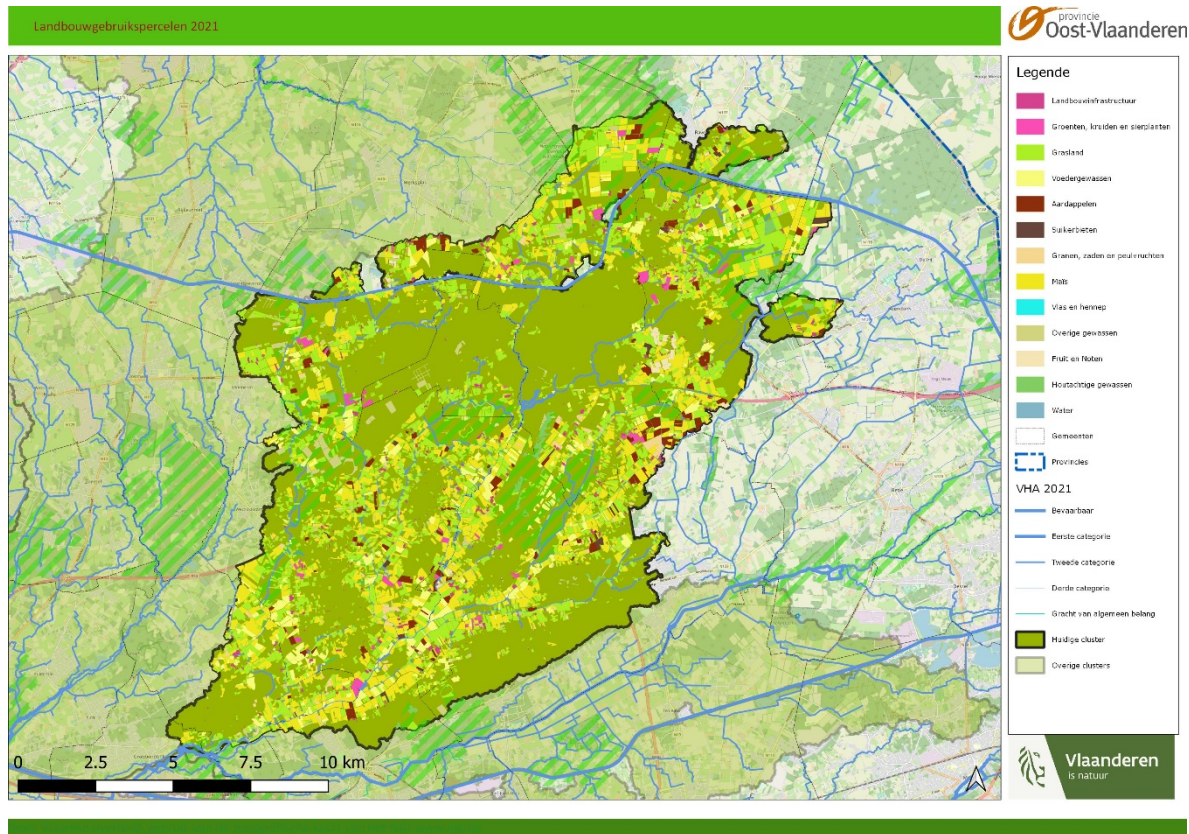 Landbouwgebruikspercelen 2021
provincie
Oost-Vlaanderen
Legende
Landbouwinfrastructuur
Groenten, kruiden en sierplanten
Grasland
Voedergewassen
Aardappelen
Suikerbieten
Granen, zaden en peulvruchten
Maïs
Vlas en hennep
Overige gewassen
Fruit en Noten
Houtachtige gewassen
Water
Gemeenten
Provincies
VHA 2021
Bevaarbaar
Eerste categorie
Tweede categorie
Derde categorie
Gracht van algemeen belang
Huidige cluster
Overige clusters
0 2.5 5 7.5 10 km
Vlaanderen
is natuur